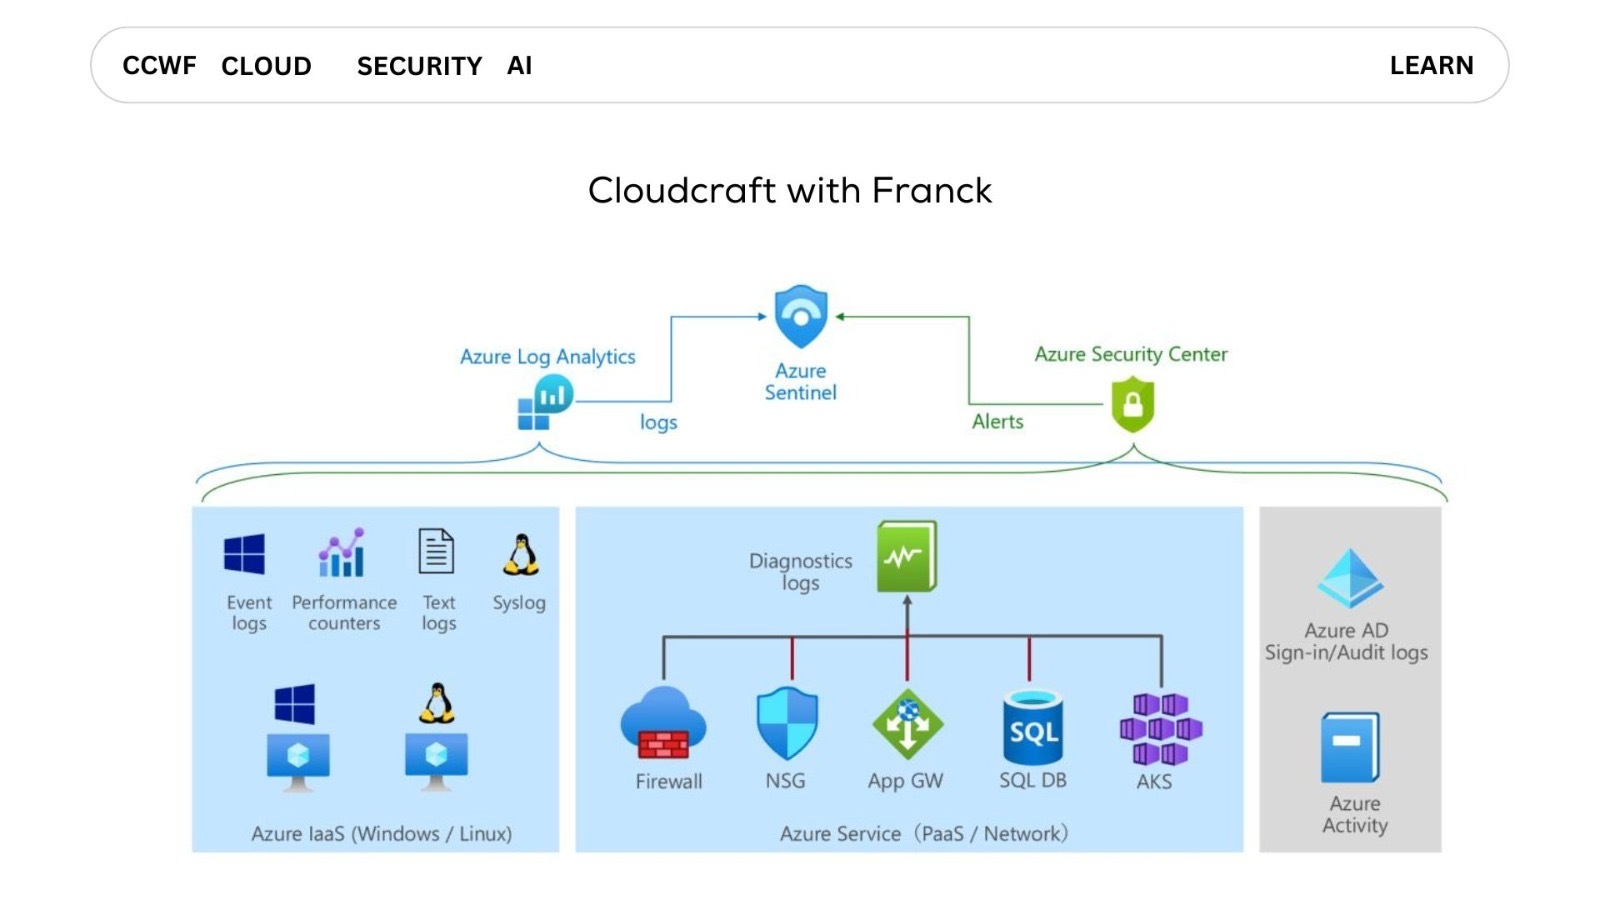 CCWF CLOUD SECURITY AI LEARN
Cloudcraft with Franck
Azure Log Analytics
logs
Azure
Sentinel
Azure Security Center
Alerts
Event
logs
Performance
counters
Text
logs
Syslog
Azure IaaS (Windows / Linux)
Diagnostics
logs
Firewall
NSG
App GW
SQL
SQL DB
AKS
Azure Service（PaaS / Network）
Azure AD
Sign-in/Audit logs
Azure
Activity